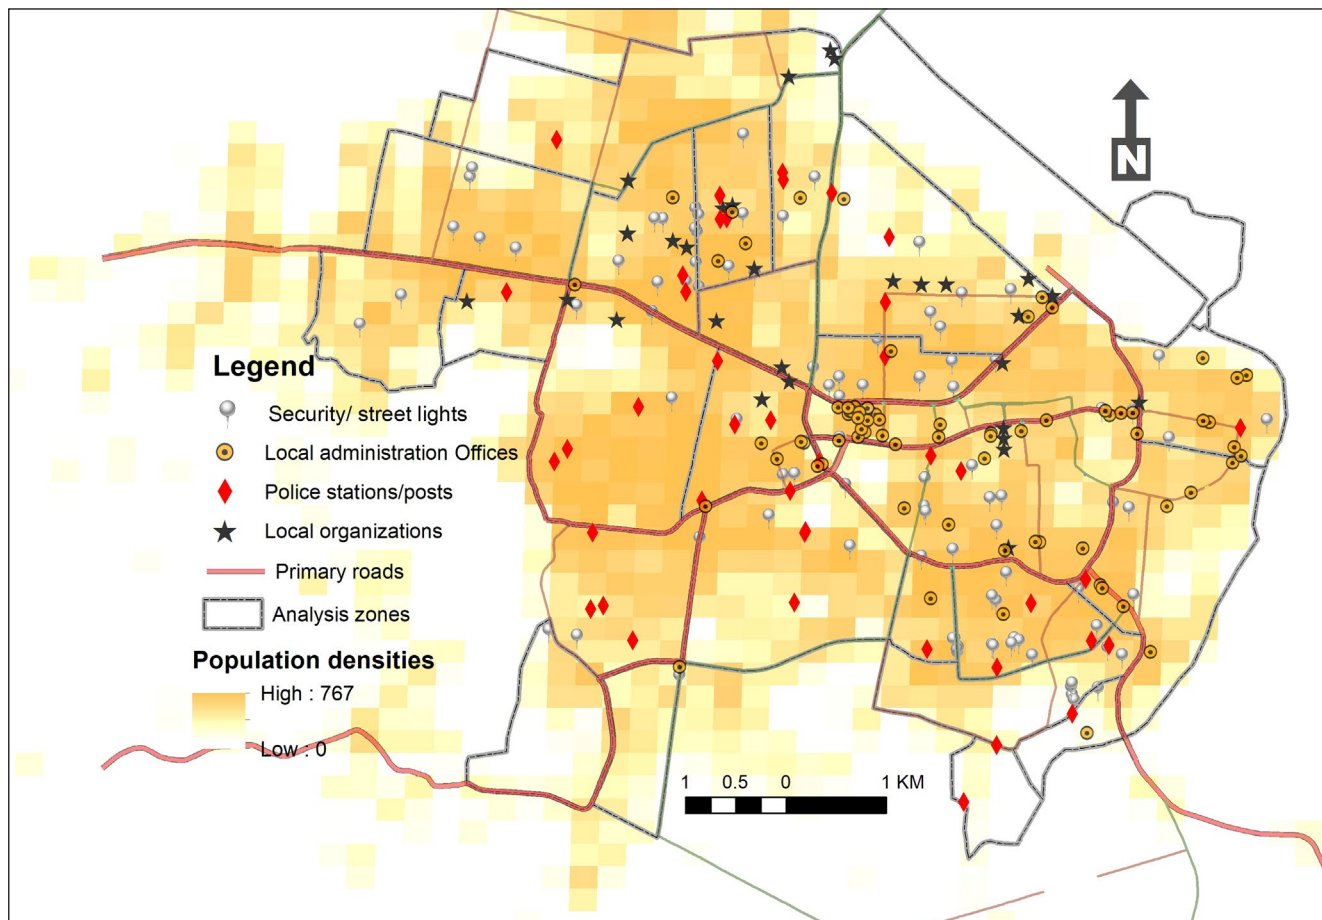 N
Legend
Security/ street lights
Local administration Offices
Police stations/posts
Local organizations
Primary roads
Analysis zones
Population densities
High : 767
Low : 0
1 0.5 0 1 KM